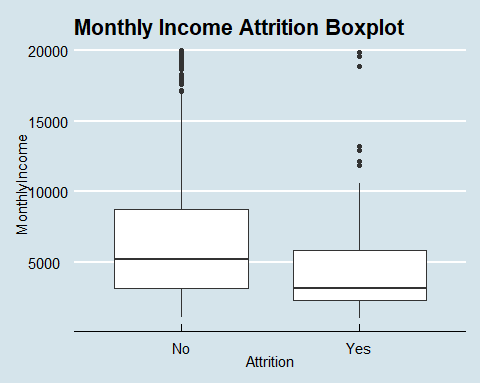 Monthly Income Attrition Boxplot
20000
15000
10000
5000
MonthlyIncome
No
Yes
Attrition